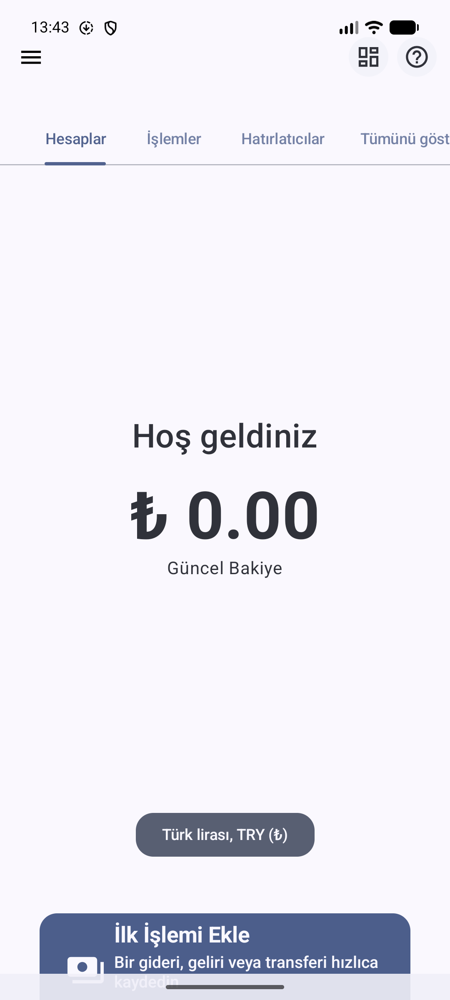 13:43
Hesaplar İşlemler Hatırlatıcılar Tümünü göst
Hoş geldiniz
₺ 0.00
Güncel Bakiye
Türk lirası, TRY (₺)
İlk İşlemi Ekle
Bir gideri, geliri veya transferi hızlıca
kaydedin